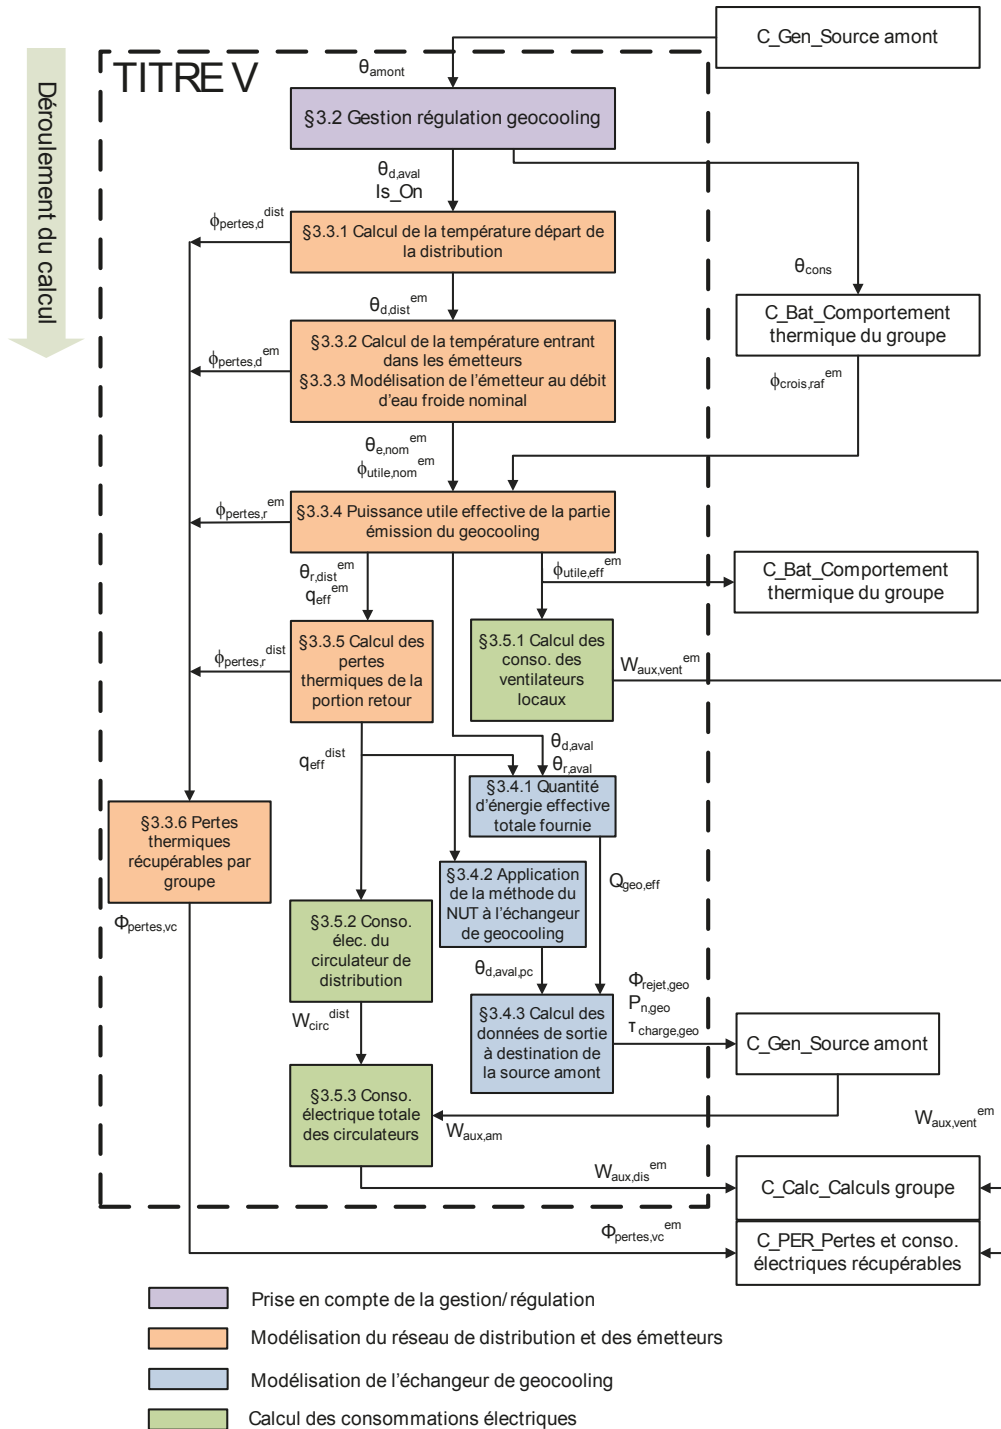 C_Gen_Source amont
TITRE V
θamont
Déroulement du calcul
§3.2 Gestion régulation geocooling
θd,aval
Is_On
ϕpertes,d dist
§3.3.1 Calcul de la température départ de
la distribution
θcons
θd,dist em
C_Bat_Comportement
thermique du groupe
§3.3.2 Calcul de la température entrant
dans les émetteurs
§3.3.3 Modélisation de l'émetteur au débit
d'eau froide nominal
ϕpertes,d em
ϕcrois,raf em
θe,nom em
ϕutile,nom em
ϕpertes,r em
§3.3.4 Puissance utile effective de la partie
émission du geocooling
θr,dist em
qeff em
ϕutile,eff em
C_Bat_Comportement
thermique du groupe
ϕpertes,r dist
§3.3.5 Calcul des
pertes
thermiques de la
portion retour
§3.5.1 Calcul des
conso. des
ventilateurs
locaux
Waux,vent em
qeff dist
θd,aval
θr,aval
§3.4.1 Quantité
d'énergie effective
totale fournie
§3.3.6 Pertes
thermiques
récupérables par
groupe
§3.4.2 Application
de la méthode du
NUT à l'échangeur
de geocooling
Qgeo,eff
Φpertes,vc
§3.5.2 Conso.
élec. du
circulateur de
distribution
θd,aval,pc
Φrejet,geo
Pn,geo
τcharge,geo
Wcirc dist
§3.4.3 Calcul des
données de sortie
à destination de
la source amont
C_Gen_Source amont
§3.5.3 Conso.
électrique totale
des circulateurs
Waux,am
Waux,vent em
Waux,dis em
C_Calc_Calculs groupe
Φpertes,vc em
C_PER_Pertes et conso.
électriques récupérables
Prise en compte de la gestion/régulation
Modélisation du réseau de distribution et des émetteurs
Modélisation de l'échangeur de geocooling
Calcul des consommations électriques